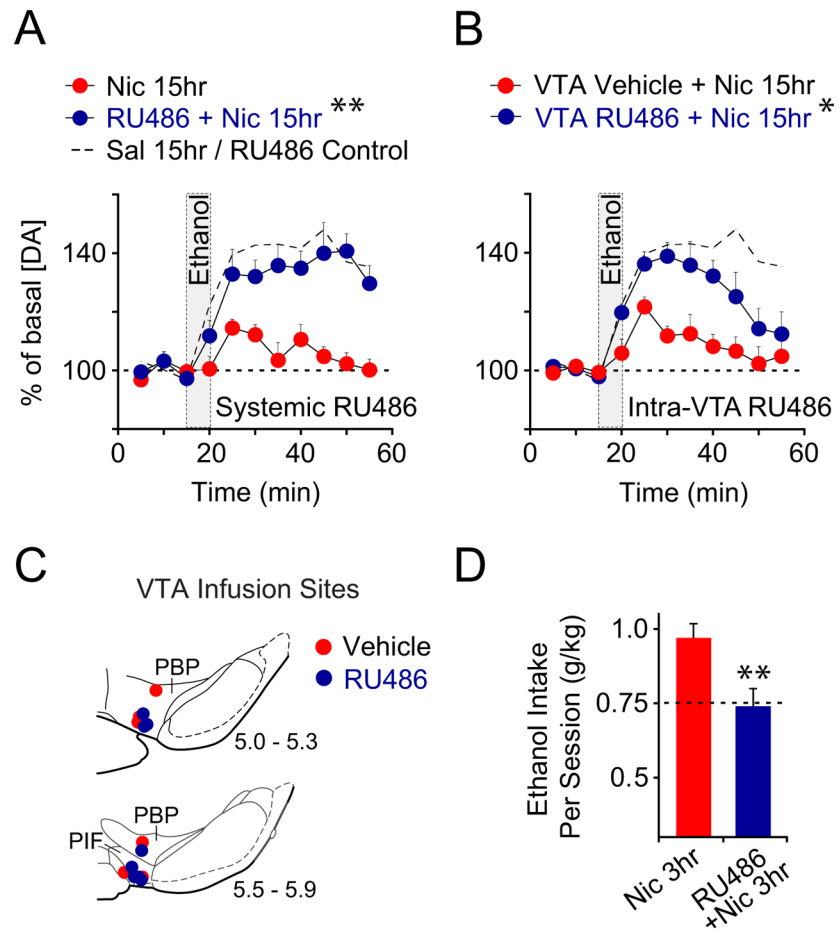 A
Nic 15hr
RU486 + Nic 15hr **
Sal 15hr / RU486 Control
% of basal [DA]
140
100
Ethanol
Systemic RU486
0
20
40
60
Time (min)
B
VTA Vehicle + Nic 15hr
VTA RU486 + Nic 15hr *
140
100
Ethanol
Intra-VTA RU486
0
20
40
60
Time (min)
C
VTA Infusion Sites
Vehicle
RU486
PBP
5.0 - 5.3
PBP
PIF
5.5 - 5.9
D
Ethanol Intake
Per Session (g/kg)
1.0
0.75
0.5
**
Nic 3hr
RU486
+Nic 3hr